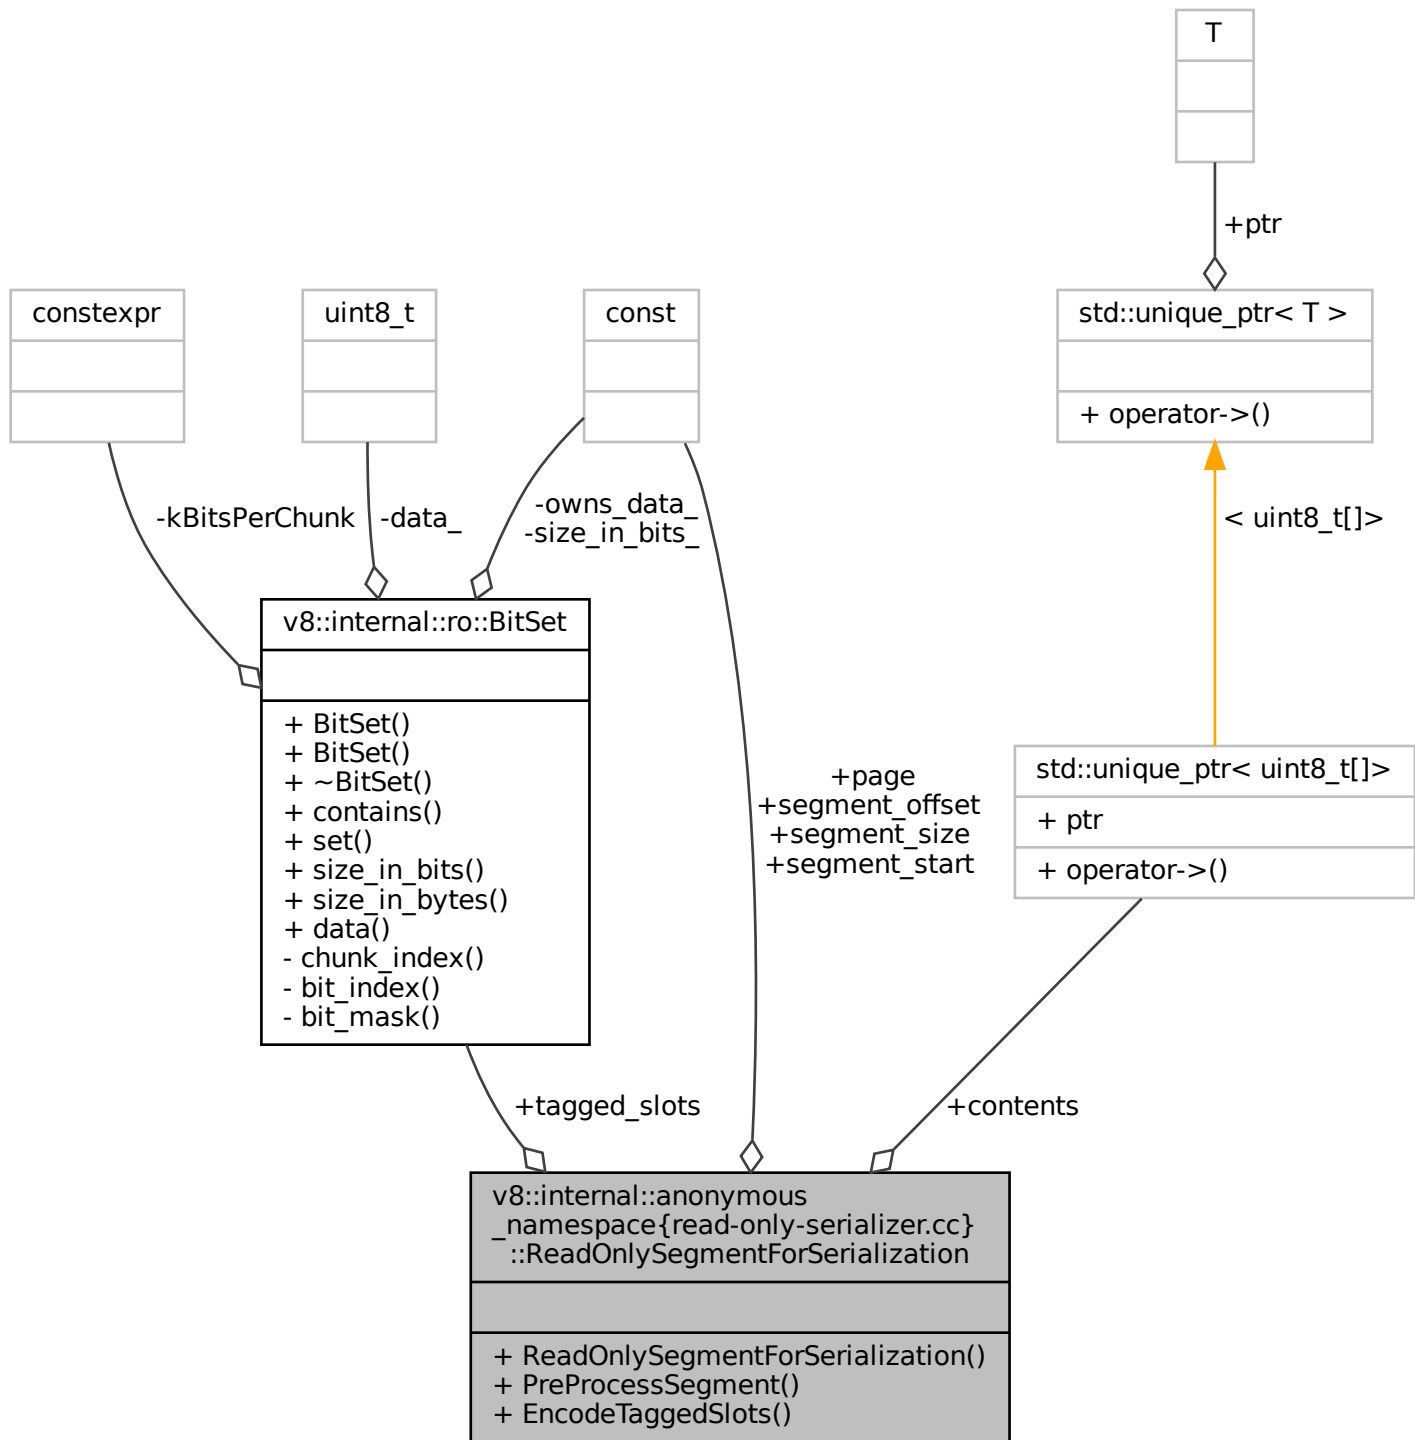 T
+ptr
constexpr
uint8_t
const
std::unique_ptr< T >
+ operator->()
-kBitsPerChunk
-data_
-owns_data_
-size_in_bits_
< uint8_t[]>
v8::internal::ro::BitSet
+ BitSet()
+ BitSet()
+ ~BitSet()
+ contains()
+ set()
+ size_in_bits()
+ size_in_bytes()
+ data()
- chunk_index()
- bit_index()
- bit_mask()
+page
+segment_offset
+segment_size
+segment_start
std::unique_ptr< uint8_t[]>
+ ptr
+ operator->()
+tagged_slots
+contents
v8::internal::anonymous
_namespace{read-only-serializer.cc}
::ReadOnlySegmentForSerialization
+ ReadOnlySegmentForSerialization()
+ PreProcessSegment()
+ EncodeTaggedSlots()